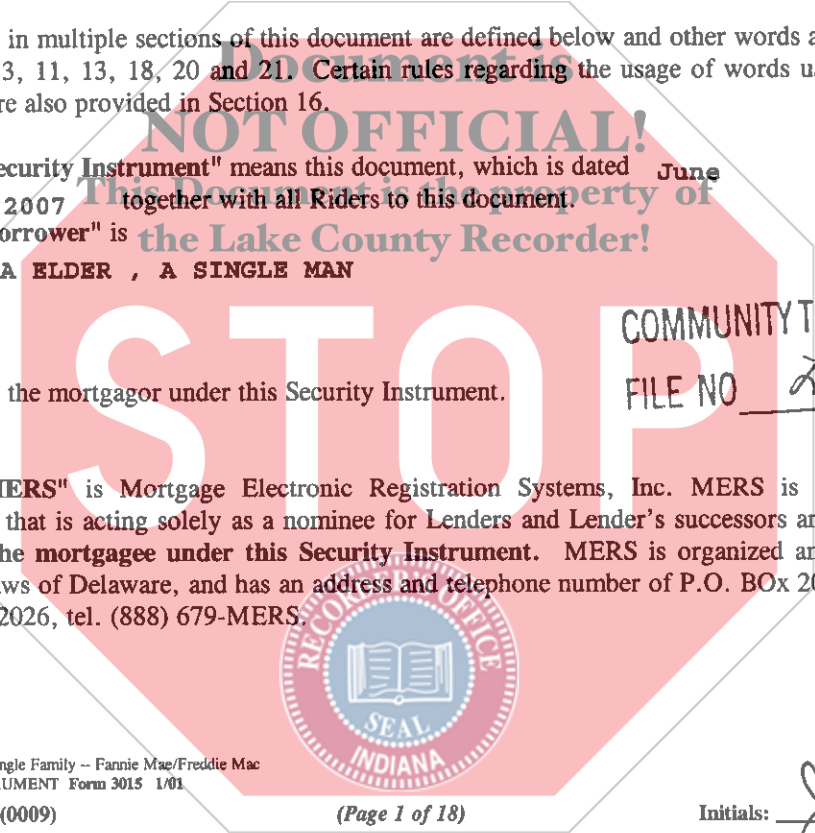 in multiple sections of this document are defined below and other words a
3, 11, 13, 18, 20 and 21. Certain rules regarding the usage of words u
re also provided in Section 16.
Document is
NOT OFFICIAL!
ecurity Instrument" means this document, which is dated June
This Document is the property of
2007 together with all Riders to this document.
orrower" is
the Lake County Recorder!
A ELDER , A SINGLE MAN
STOP
COMMUNITY T
the mortgagor under this Security Instrument.
FILE NO
IERS" is Mortgage Electronic Registration Systems, Inc. MERS is
that is acting solely as a nominee for Lenders and Lender's successors an
he mortgagee under this Security Instrument. MERS is organized an
ws of Delaware, and has an address and telephone number of P.O. BOx 20
2026, tel. (888) 679-MERS.
RECORDER'S OFFICE
SEAL
INDIANA
ngle Family -- Fannie Mae/Freddie Mac
UMENT Form 3015 1/01
(0009)
(Page 1 of 18)
Initials: